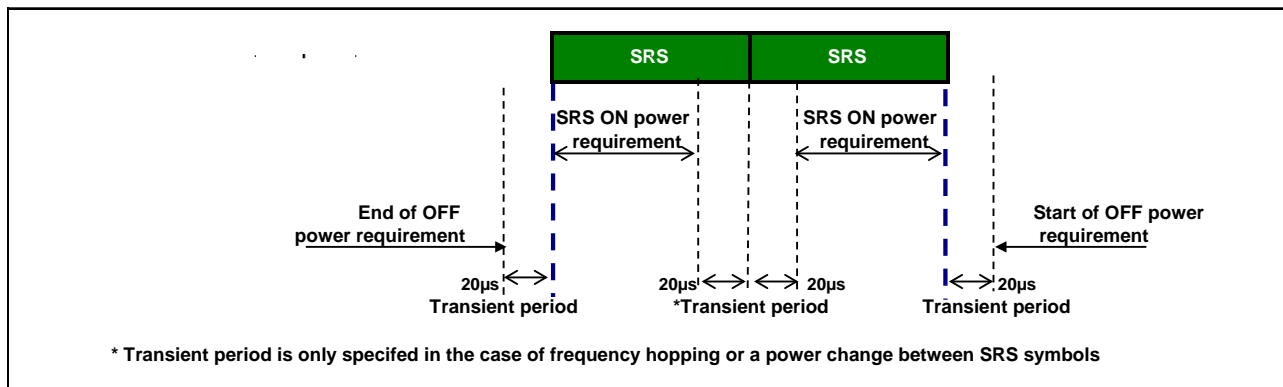 SRS SRS
SRS ON power
requirement
SRS ON power
requirement
End of OFF
power requirement
Start of OFF power
requirement
20µs
Transient period
20µs 20µs
*Transient period
20µs
Transient period
* Transient period is only specifed in the case of frequency hopping or a power change between SRS symbols